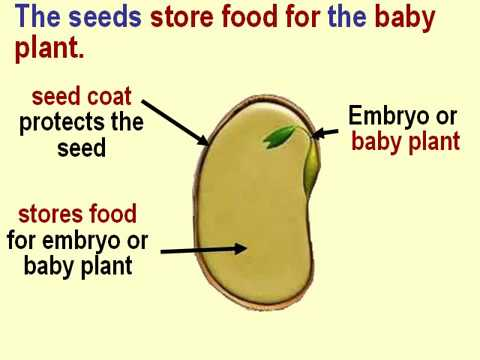 The seeds store food for the baby
plant.
seed coat
protects the
seed
Embryo or
baby plant
stores food
for embryo or
baby plant